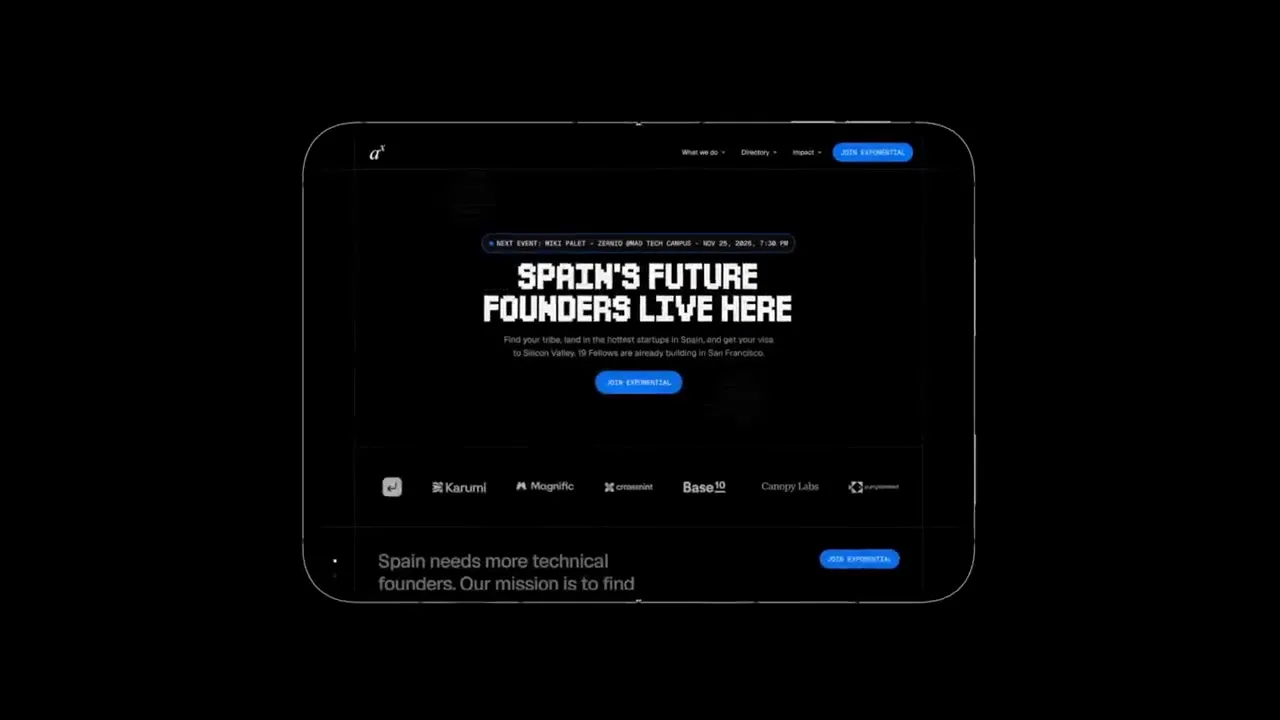 aˣ
What we do
Directory
Impact
JOIN EXPONENTIAL
NEXT EVENT: MIKI PALET - ZERNIO @MAD TECH CAMPUS - NOV 25, 2026, 7:30 PM
SPAIN'S FUTURE
FOUNDERS LIVE HERE
Find your tribe, land in the hottest startups in Spain, and get your visa
to Silicon Valley. 19 Fellows are already building in San Francisco.
JOIN EXPONENTIAL
Karumi
Magnific
crossmint
Base10
Canopy Labs
Spain needs more technical
founders. Our mission is to find
JOIN EXPONENTIAL